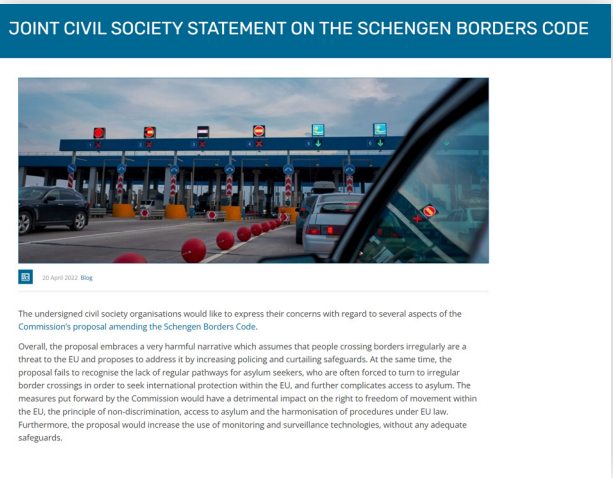 JOINT CIVIL SOCIETY STATEMENT ON THE SCHENGEN BORDERS CODE
20 April 2022 Blog
The undersigned civil society organisations would like to express their concerns with regard to several aspects of the
Commission's proposal amending the Schengen Borders Code.
Overall, the proposal embraces a very harmful narrative which assumes that people crossing borders irregularly are a
threat to the EU and proposes to address it by increasing policing and curtailing safeguards. At the same time, the
proposal fails to recognise the lack of regular pathways for asylum seekers, who are often forced to turn to irregular
border crossings in order to seek international protection within the EU, and further complicates access to asylum. The
measures put forward by the Commission would have a detrimental impact on the right to freedom of movement within
the EU, the principle of non-discrimination, access to asylum and the harmonisation of procedures under EU law.
Furthermore, the proposal would increase the use of monitoring and surveillance technologies, without any adequate
safeguards.